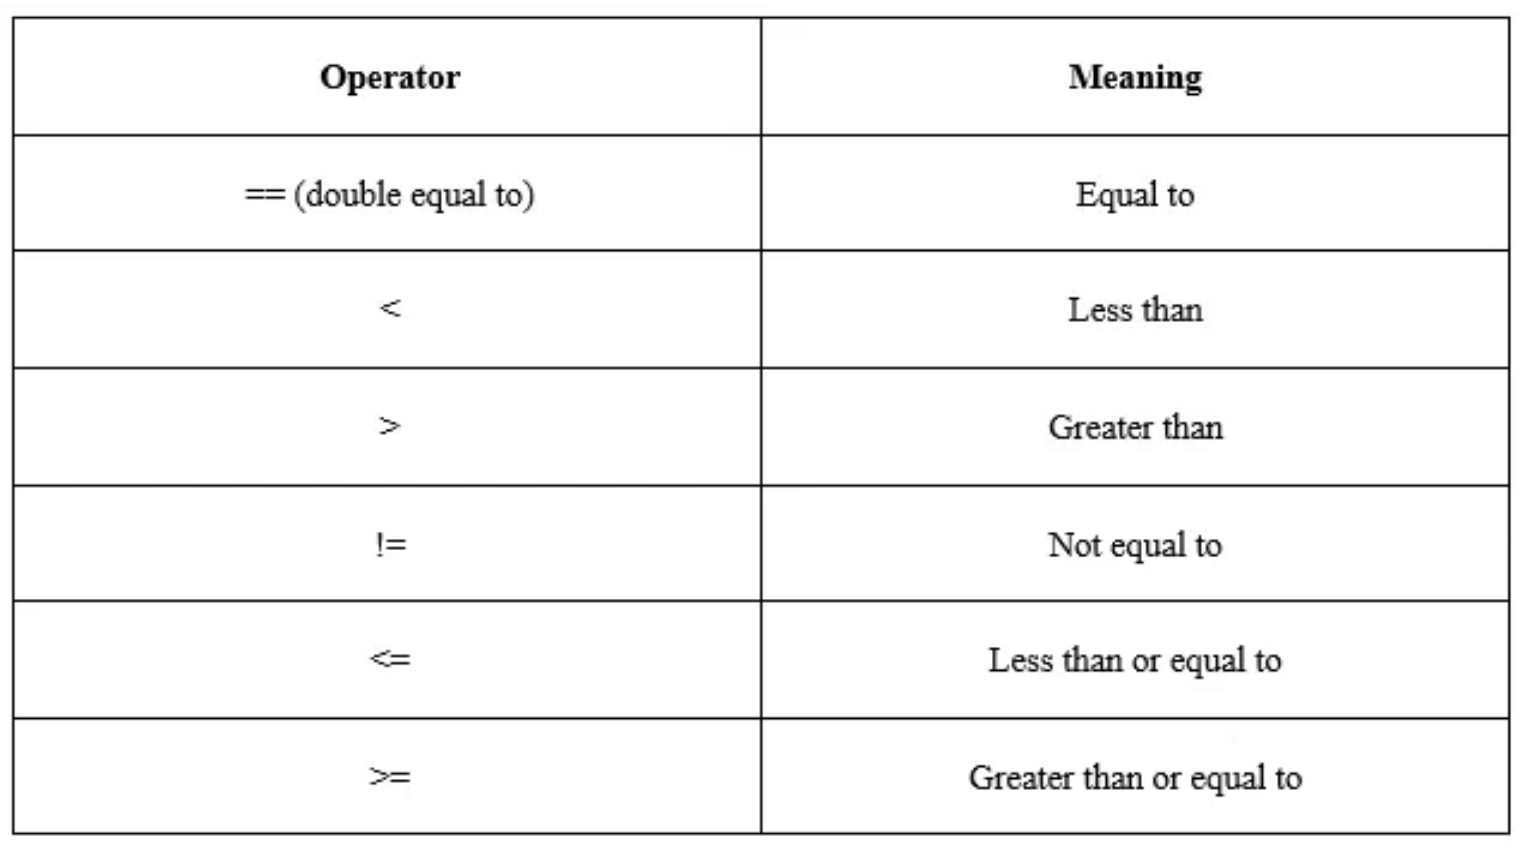 Operator Meaning
== (double equal to) Equal to
< Less than
> Greater than
!= Not equal to
<= Less than or equal to
>= Greater than or equal to